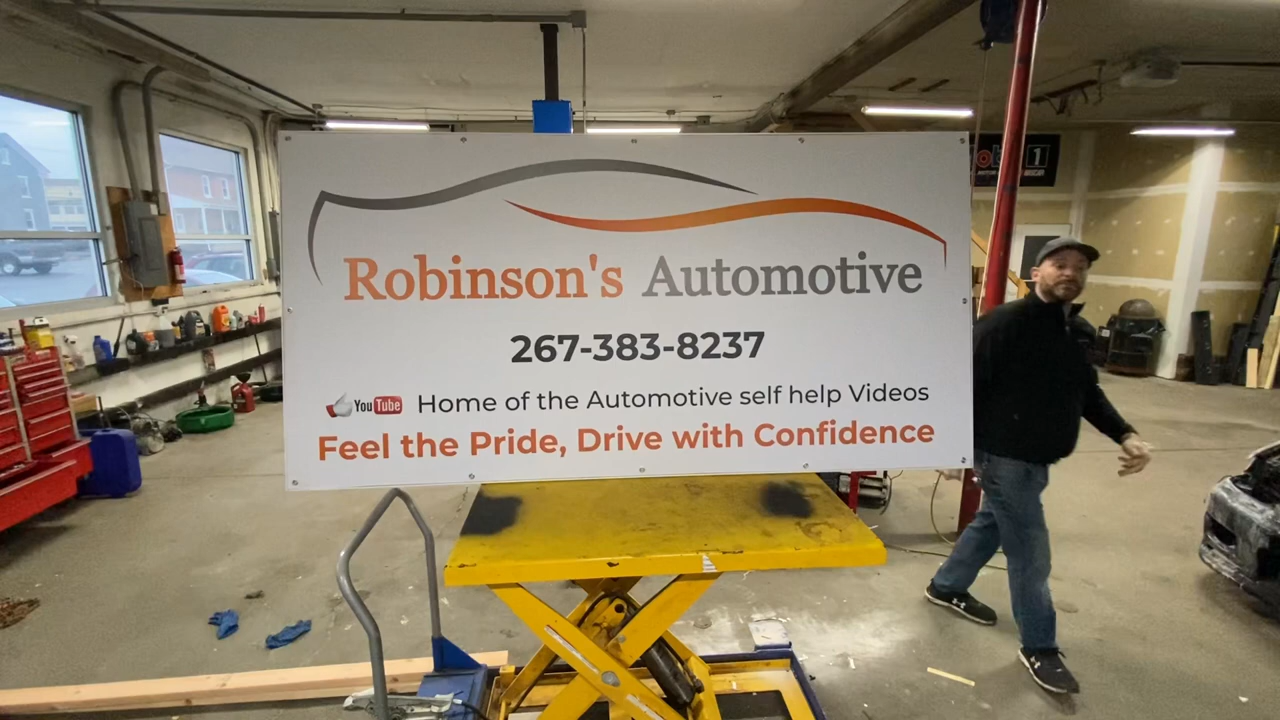 Robinson's Automotive
267-383-8237
YouTube Home of the Automotive self help Videos
Feel the Pride, Drive with Confidence